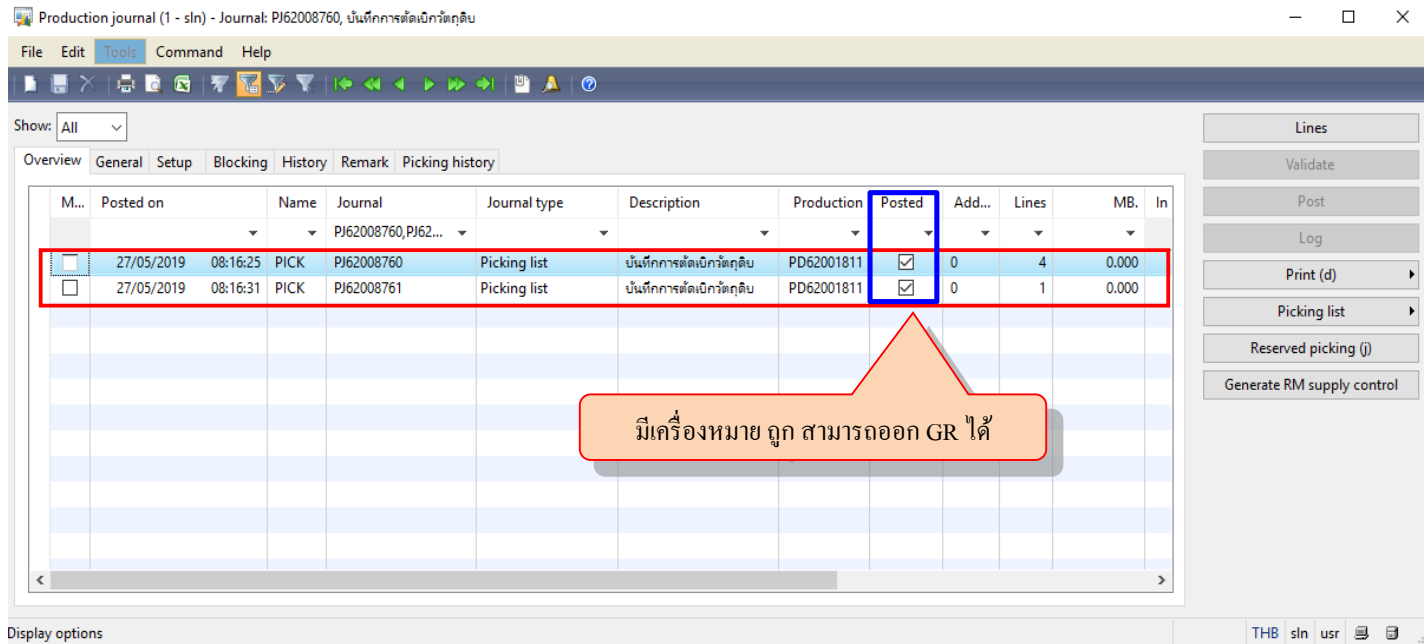 Production journal (1 - sln) - Journal: PJ62008760, บันทึกการตัดเบิกวัตถุดิบ
File Edit Tools Command Help
Show: All
Overview General Setup Blocking History Remark Picking history
M... Posted on Name Journal Journal type Description Production Posted Add... Lines MB. In
PJ62008760,PJ62...
27/05/2019 08:16:25 PICK PJ62008760 Picking list บันทึกการตัดเบิกวัตถุดิบ PD62001811 0 4 0.000
27/05/2019 08:16:31 PICK PJ62008761 Picking list บันทึกการตัดเบิกวัตถุดิบ PD62001811 0 1 0.000
มีเครื่องหมาย ถูก สามารถออก GR ได้
Lines
Validate
Post
Log
Print (d)
Picking list
Reserved picking (j)
Generate RM supply control
Display options THB sln usr